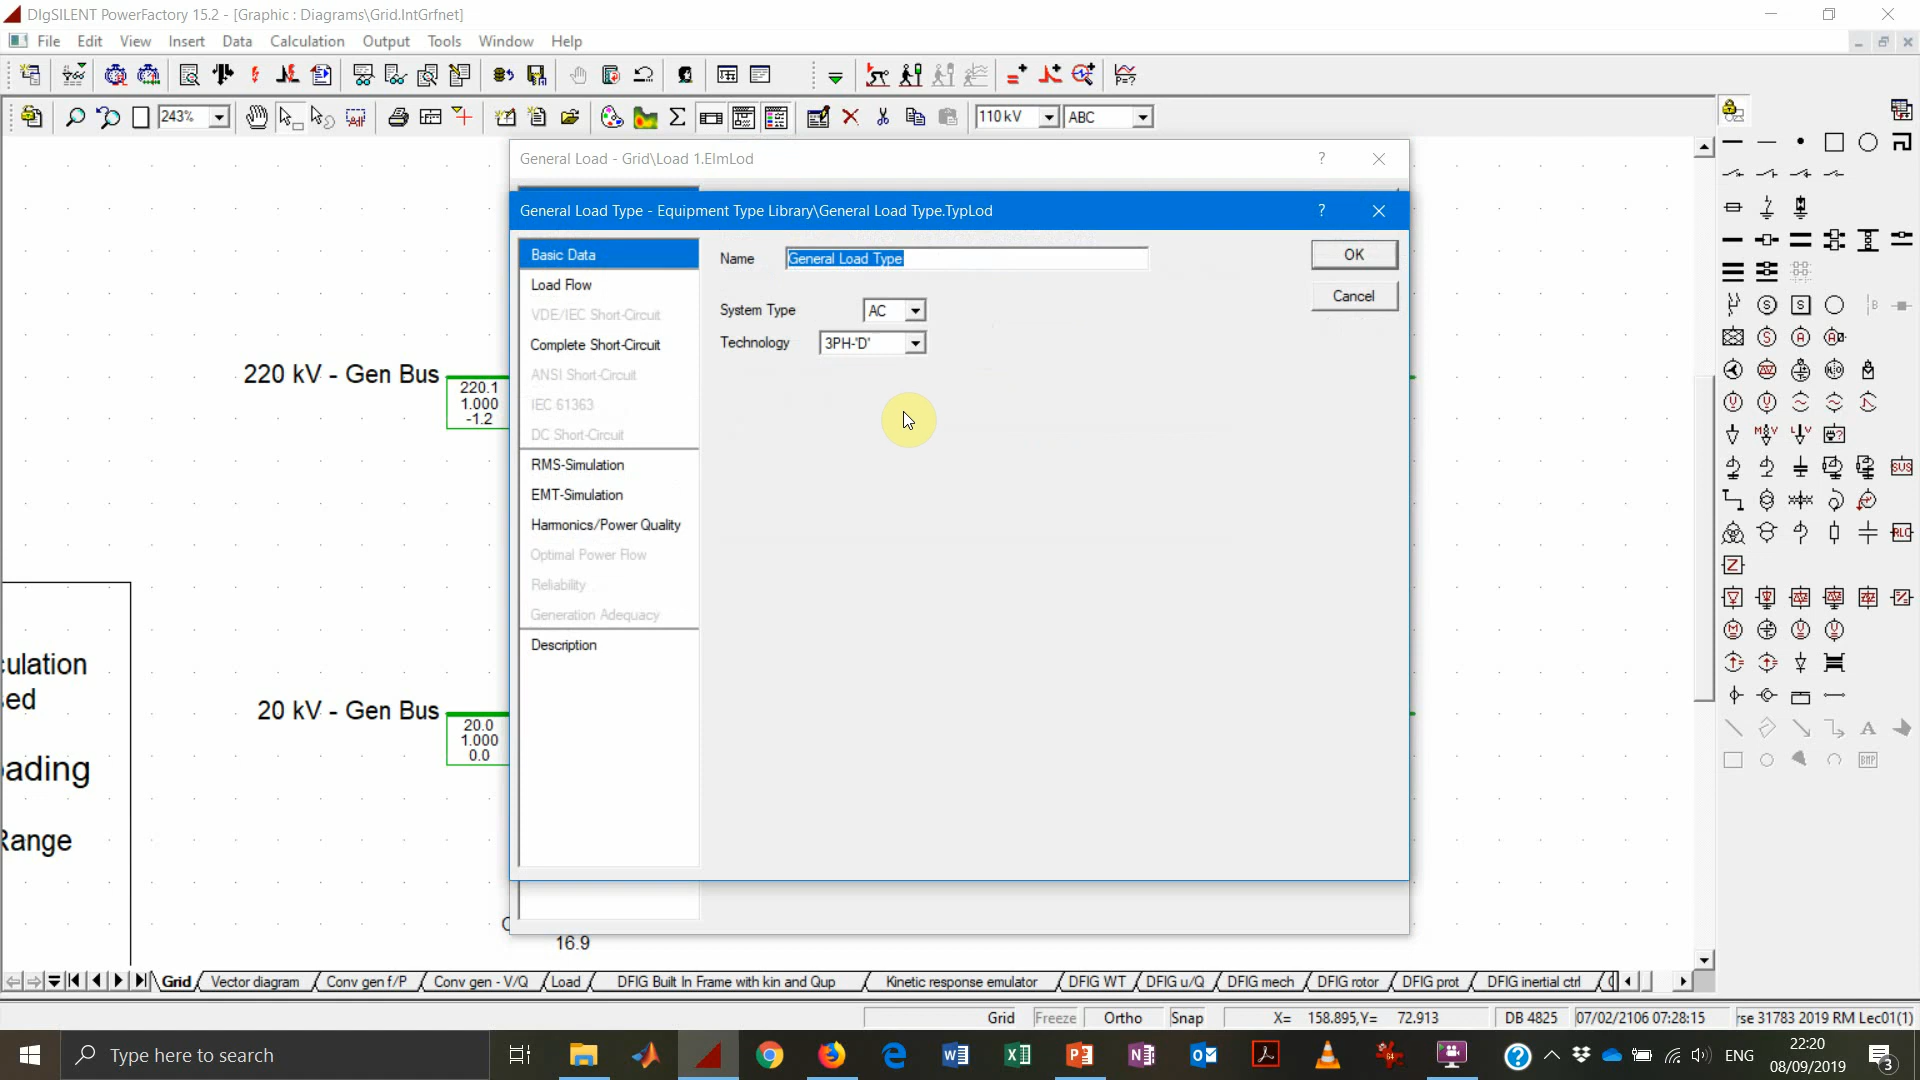 DIgSILENT PowerFactory 15.2 - [Graphic : Diagrams\Grid.IntGrfnet]
File Edit View Insert Data Calculation Output Tools Window Help
243% 110 kV ABC
General Load - Grid\Load 1.ElmLod
General Load Type - Equipment Type Library\General Load Type.TypLod
Basic Data
Load Flow
VDE/IEC Short-Circuit
Complete Short-Circuit
ANSI Short-Circuit
IEC 61363
DC Short-Circuit
RMS-Simulation
EMT-Simulation
Harmonics/Power Quality
Optimal Power Flow
Reliability
Generation Adequacy
Description
Name General Load Type
System Type AC
Technology 3PH-'D'
OK
Cancel
220 kV - Gen Bus
220.1
1.000
-1.2
20 kV - Gen Bus
20.0
1.000
0.0
16.9
culation
ed
ading
Range
Grid Vector diagram Conv gen f/P Conv gen - V/Q Load DFIG Built In Frame with kin and Qup Kinetic response emulator DFIG WT DFIG u/Q DFIG mech DFIG rotor DFIG prot DFIG inertial ctrl
Grid Freeze Ortho Snap X= 158.895,Y= 72.913 DB 4825 07/02/2106 07:28:15 rse 31783 2019 RM Lec01(1)
Type here to search
ENG
22:20
08/09/2019
3